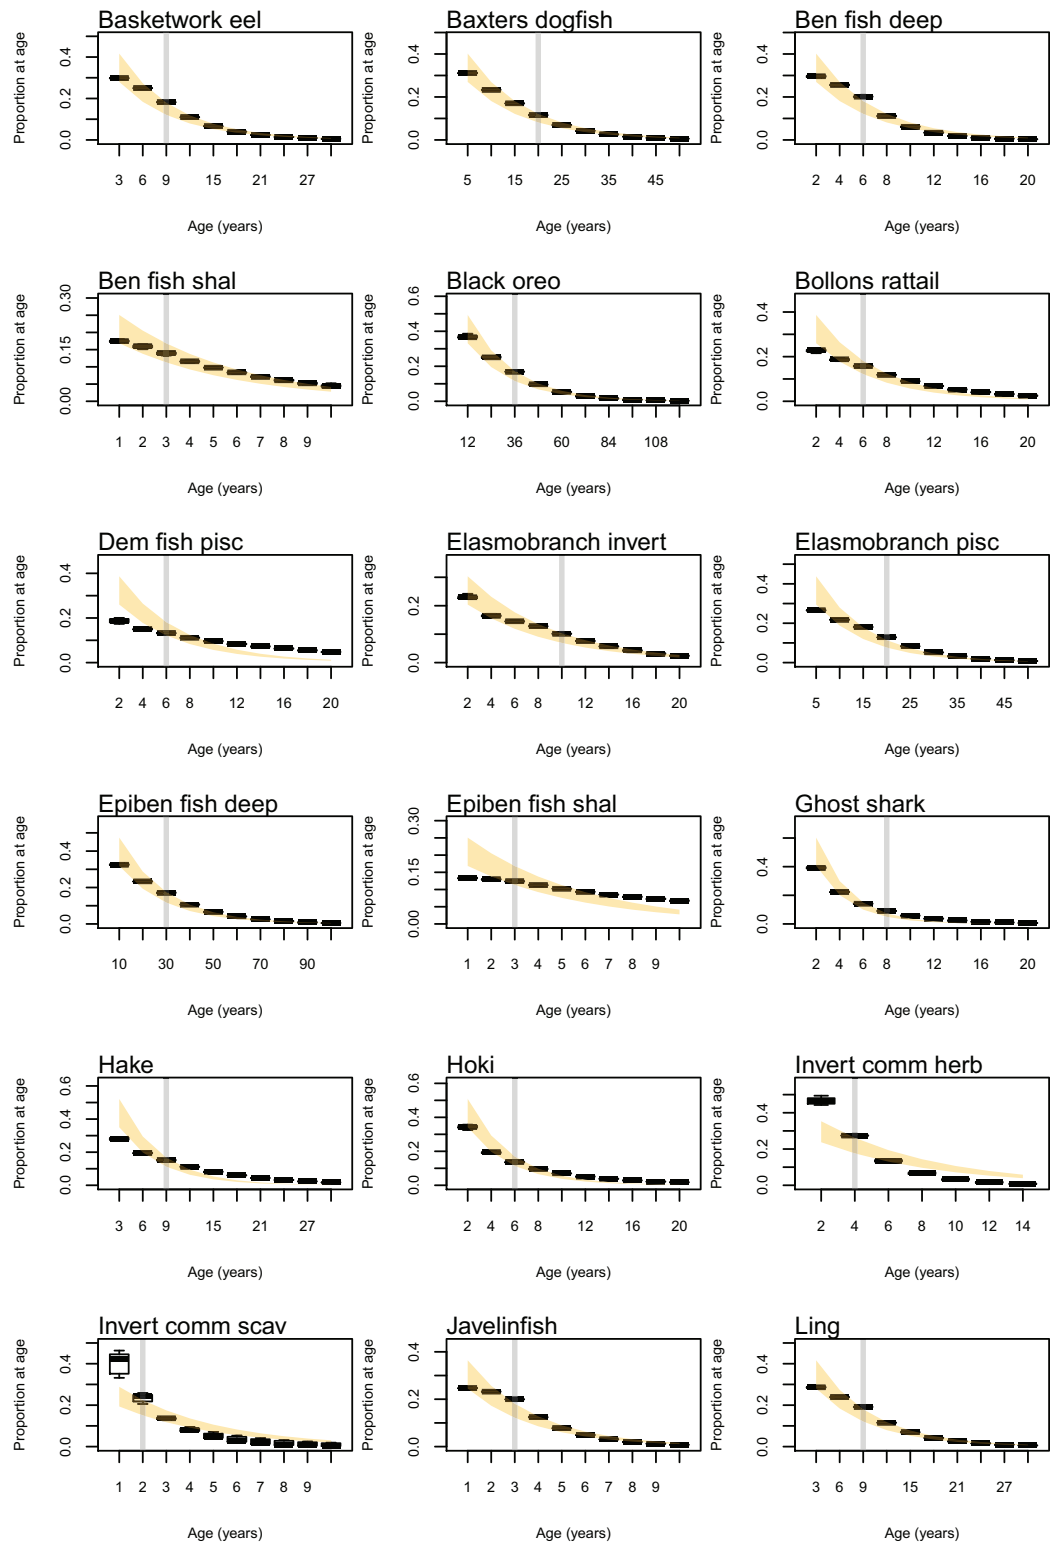 Basketwork eel
Proportion at age
0.0 0.2 0.4
3 6 9 15 21 27
Age (years)
Baxters dogfish
Proportion at age
0.0 0.2 0.4
5 15 25 35 45
Age (years)
Ben fish deep
Proportion at age
0.0 0.2 0.4
2 4 6 8 12 16 20
Age (years)
Ben fish shal
Proportion at age
0.00 0.15 0.30
1 2 3 4 5 6 7 8 9
Age (years)
Black oreo
Proportion at age
0.0 0.2 0.4 0.6
12 36 60 84 108
Age (years)
Bollons rattail
Proportion at age
0.0 0.2 0.4
2 4 6 8 12 16 20
Age (years)
Dem fish pisc
Proportion at age
0.0 0.2 0.4
2 4 6 8 12 16 20
Age (years)
Elasmobranch invert
Proportion at age
0.0 0.2
2 4 6 8 12 16 20
Age (years)
Elasmobranch pisc
Proportion at age
0.0 0.2 0.4
5 15 25 35 45
Age (years)
Epiben fish deep
Proportion at age
0.0 0.2 0.4
10 30 50 70 90
Age (years)
Epiben fish shal
Proportion at age
0.00 0.15 0.30
1 2 3 4 5 6 7 8 9
Age (years)
Ghost shark
Proportion at age
0.0 0.4
2 4 6 8 12 16 20
Age (years)
Hake
Proportion at age
0.0 0.2 0.4 0.6
3 6 9 15 21 27
Age (years)
Hoki
Proportion at age
0.0 0.2 0.4 0.6
2 4 6 8 12 16 20
Age (years)
Invert comm herb
Proportion at age
0.0 0.2 0.4
2 4 6 8 10 12 14
Age (years)
Invert comm scav
Proportion at age
0.0 0.2 0.4
1 2 3 4 5 6 7 8 9
Age (years)
Javelinfish
Proportion at age
0.0 0.2 0.4
1 2 3 4 5 6 7 8 9
Age (years)
Ling
Proportion at age
0.0 0.2 0.4
3 6 9 15 21 27
Age (years)